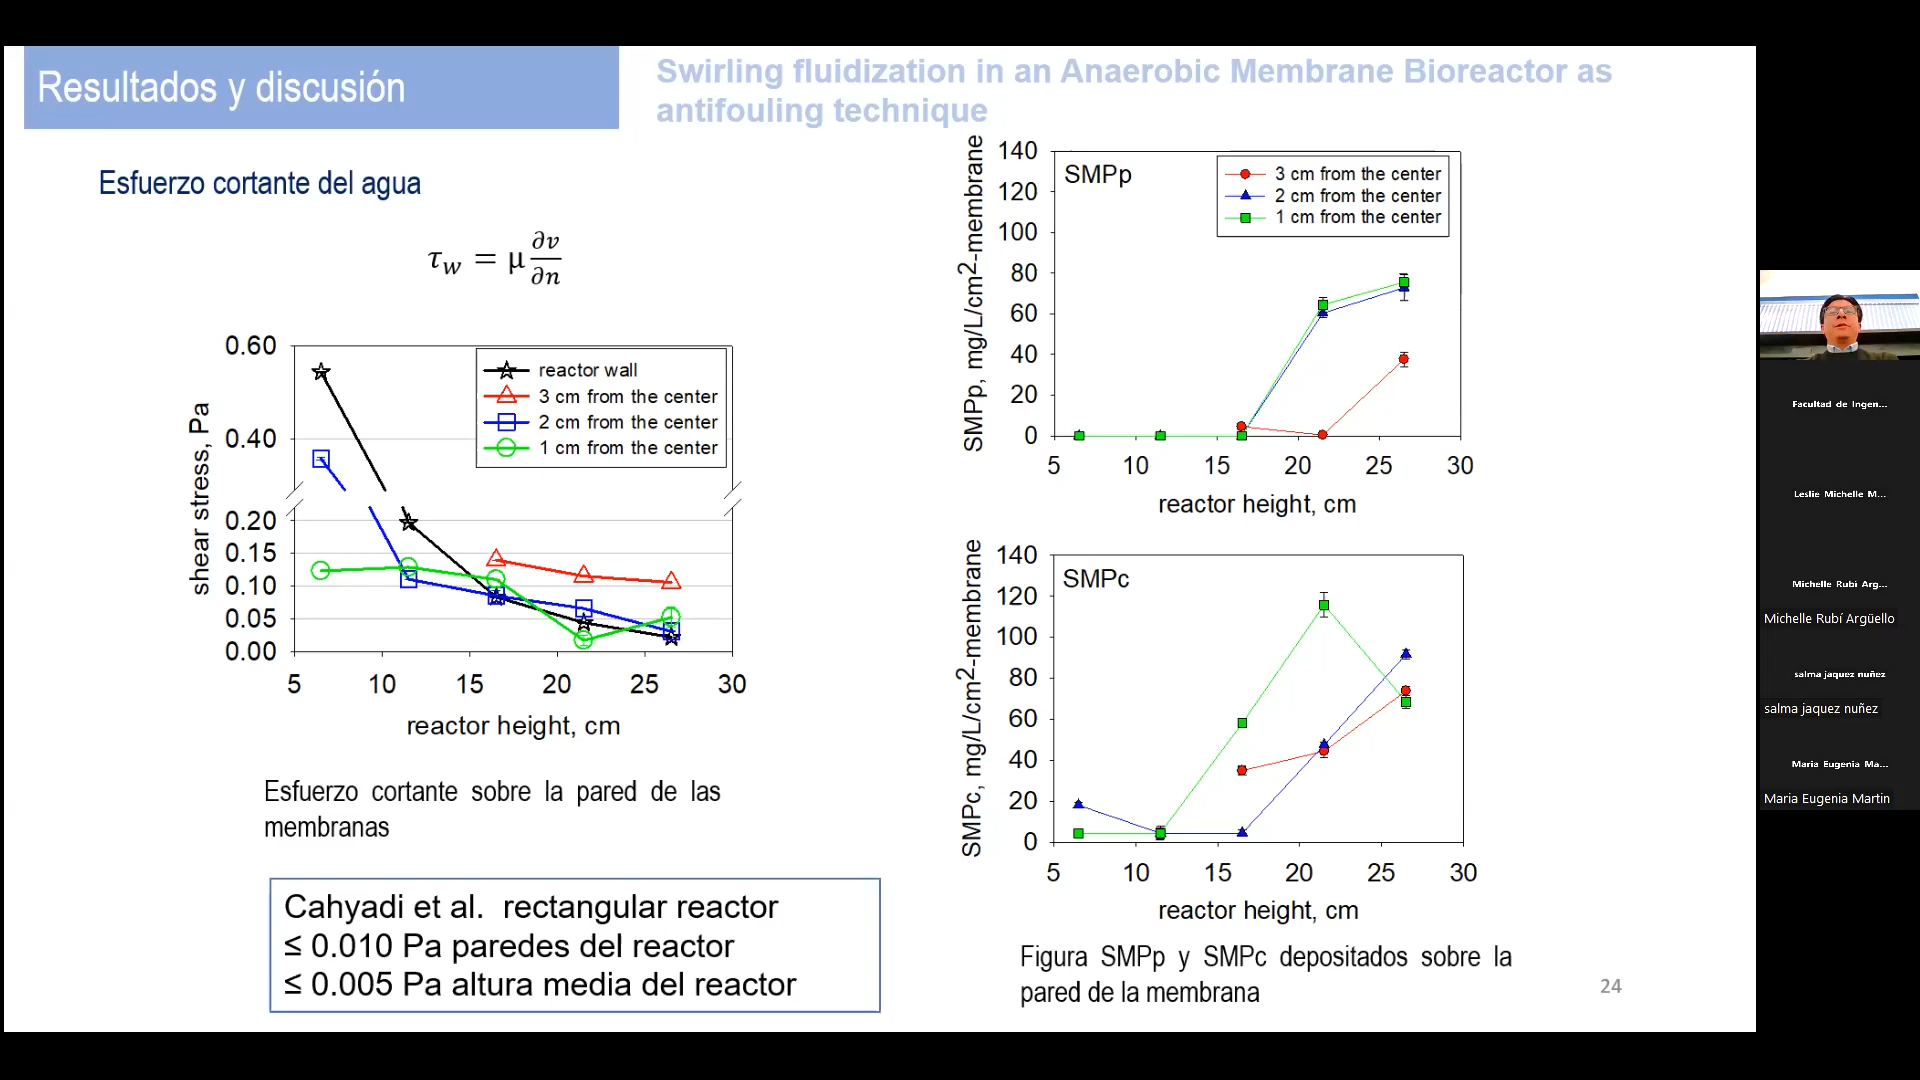 Resultados y discusión
Swirling fluidization in an Anaerobic Membrane Bioreactor as
antifouling technique
Esfuerzo cortante del agua
τw = μ ∂v/∂n
shear stress, Pa
0.60
0.40
0.20
0.15
0.10
0.05
0.00
reactor wall
3 cm from the center
2 cm from the center
1 cm from the center
5 10 15 20 25 30
reactor height, cm
Esfuerzo cortante sobre la pared de las
membranas
Cahyadi et al. rectangular reactor
≤ 0.010 Pa paredes del reactor
≤ 0.005 Pa altura media del reactor
SMPp, mg/L/cm2-membrane
140
120
100
80
60
40
20
0
SMPp
3 cm from the center
2 cm from the center
1 cm from the center
5 10 15 20 25 30
reactor height, cm
SMPc, mg/L/cm2-membrane
140
120
100
80
60
40
20
0
SMPc
5 10 15 20 25 30
reactor height, cm
Figura SMPp y SMPc depositados sobre la
pared de la membrana
24
Facultad de Ingen...
Leslie Michelle M...
Michelle Rubí Arg...
Michelle Rubí Argüello
salma jaquez nuñez
salma jaquez nuñez
Maria Eugenia Ma...
Maria Eugenia Martin